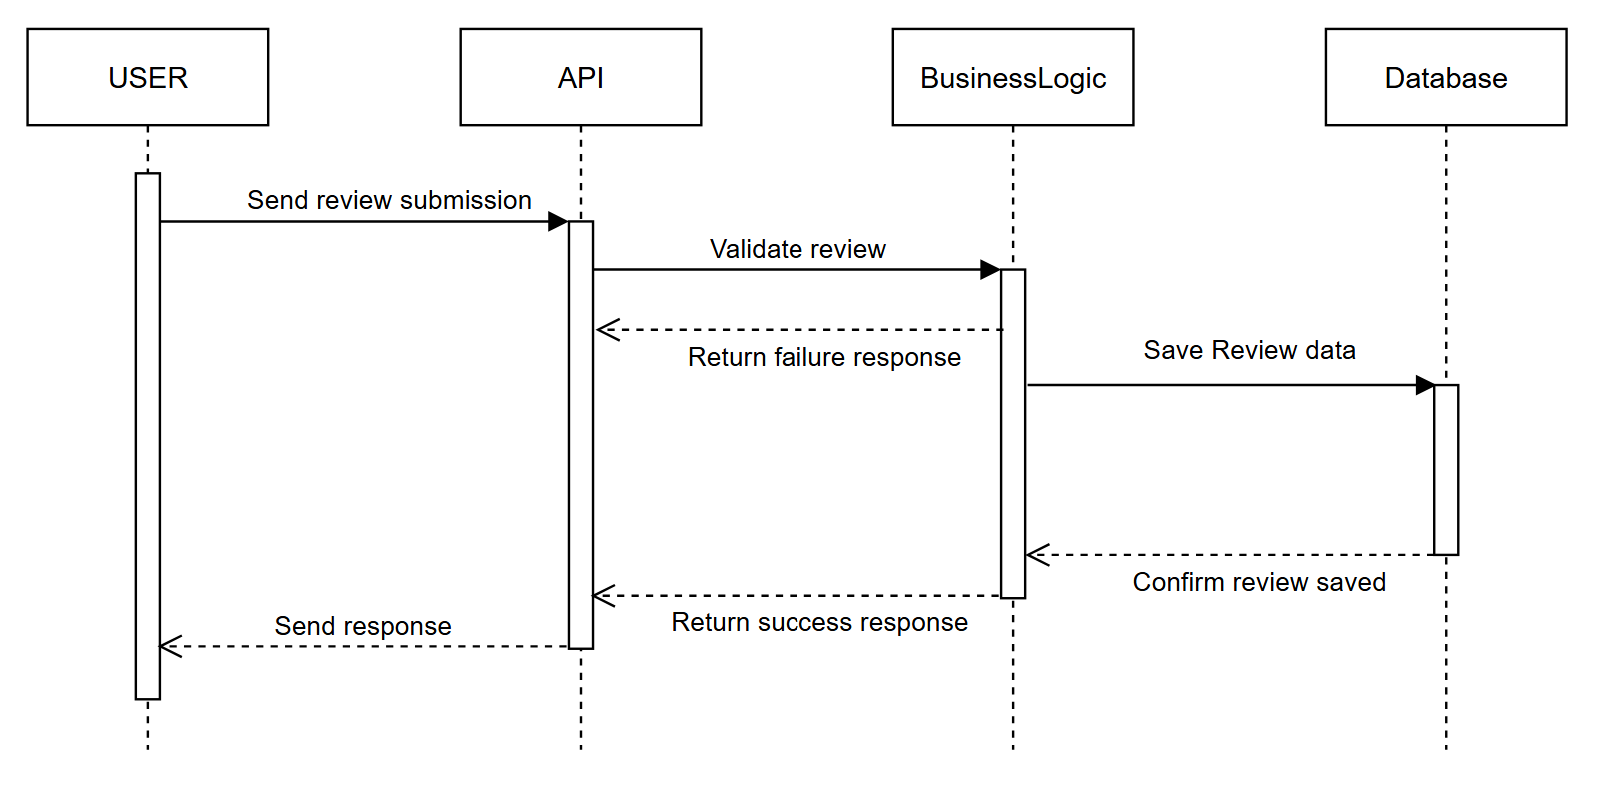 USER
API
BusinessLogic
Database
Send review submission
Validate review
Return failure response
Save Review data
Confirm review saved
Return success response
Send response